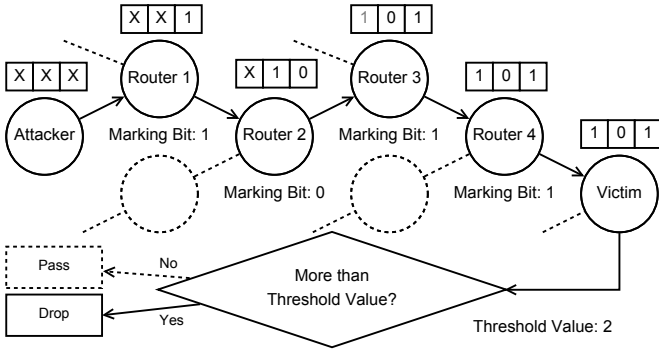 X X 1
1 0 1
X X X
Router 1
X 1 0
Router 3
1 0 1
Attacker
Marking Bit: 1
Router 2
Marking Bit: 1
Router 4
1 0 1
Marking Bit: 0
Marking Bit: 1
Victim
Pass
No
More than
Threshold Value?
Drop
Yes
Threshold Value: 2